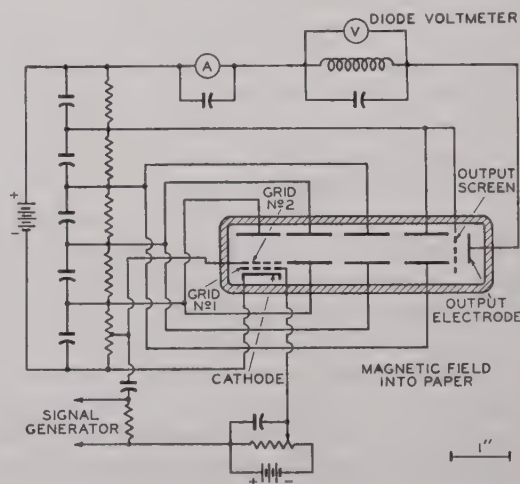 DIODE VOLTMETER
V
A
+
-
GRID
Nº2
OUTPUT
SCREEN
GRID
Nº1
CATHODE
OUTPUT
ELECTRODE
MAGNETIC FIELD
INTO PAPER
SIGNAL
GENERATOR
+ -
1"